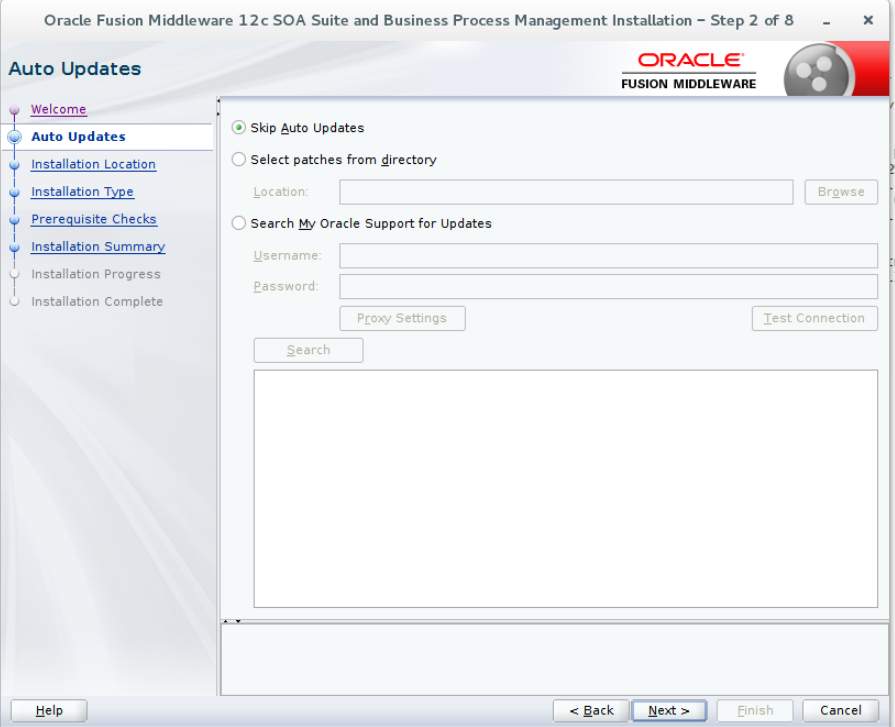 Oracle Fusion Middleware 12c SOA Suite and Business Process Management Installation – Step 2 of 8
Auto Updates
ORACLE
FUSION MIDDLEWARE
Welcome
Auto Updates
Installation Location
Installation Type
Prerequisite Checks
Installation Summary
Installation Progress
Installation Complete
Skip Auto Updates
Select patches from directory
Location:
Browse
Search My Oracle Support for Updates
Username:
Password:
Proxy Settings
Test Connection
Search
Help
< Back
Next >
Finish
Cancel